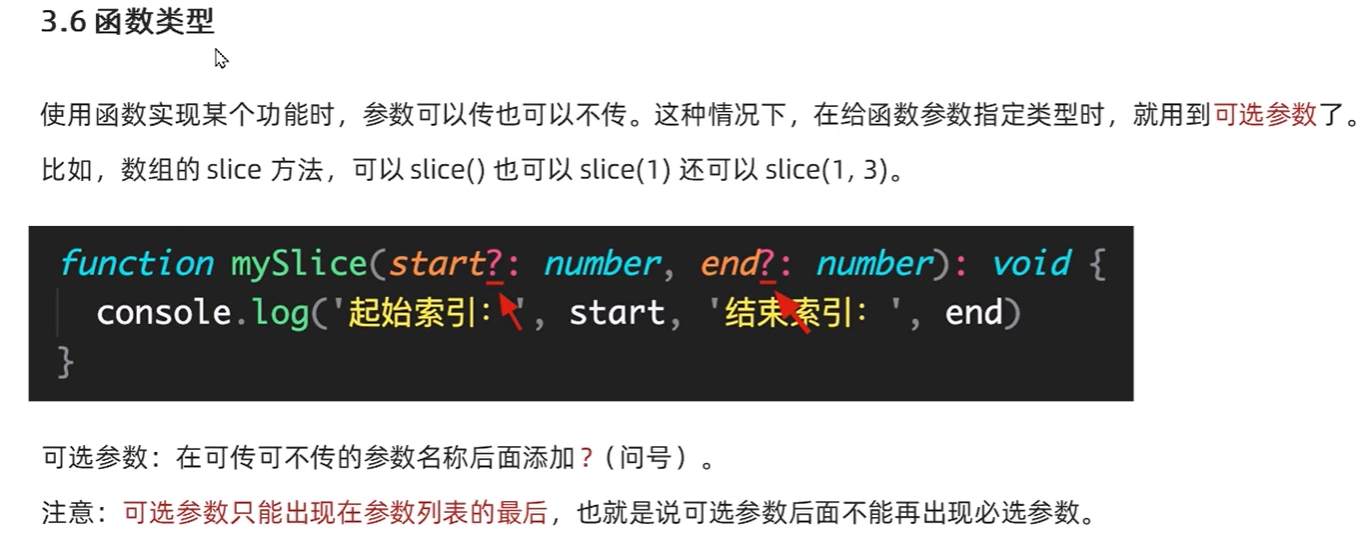 3.6 函数类型
使用函数实现某个功能时，参数可以传也可以不传。这种情况下，在给函数参数指定类型时，就用到可选参数了。
比如，数组的 slice 方法，可以 slice() 也可以 slice(1) 还可以 slice(1, 3)。
function mySlice(start?: number, end?: number): void {
console.log('起始索引：', start, '结束索引：', end)
}
可选参数：在可传可不传的参数名称后面添加 ?（问号）。
注意：可选参数只能出现在参数列表的最后，也就是说可选参数后面不能再出现必选参数。